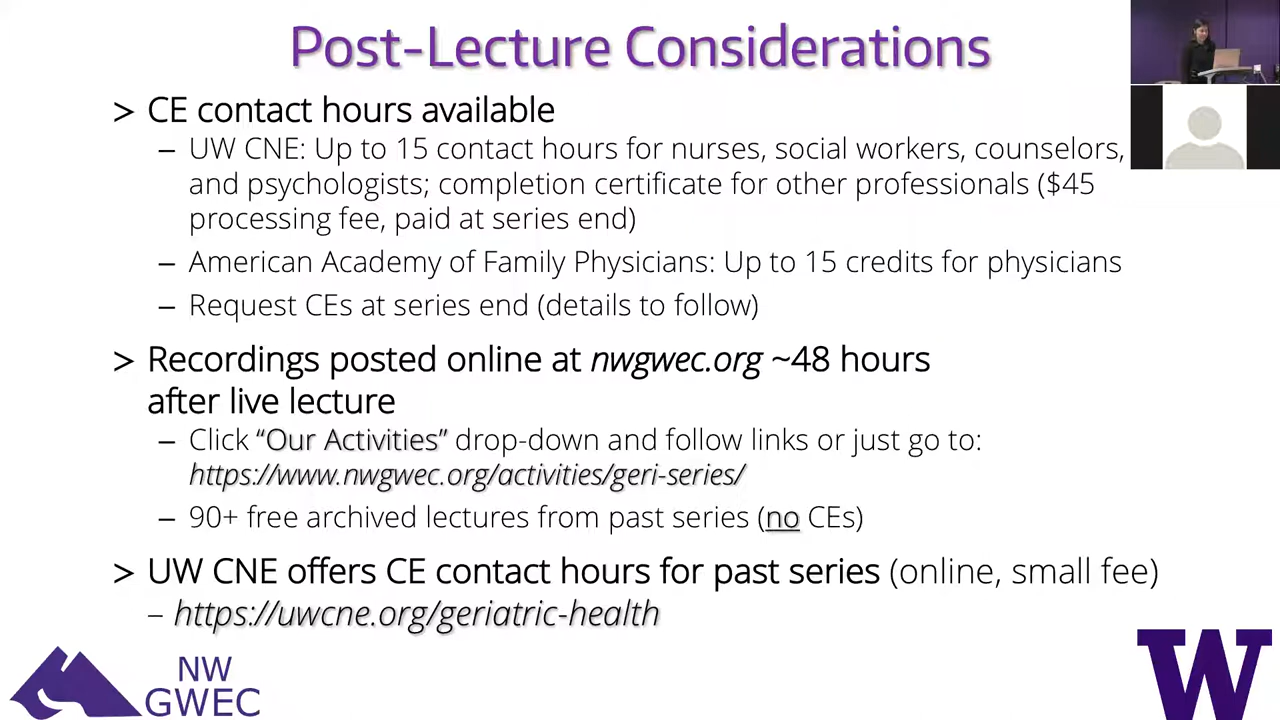 Post-Lecture Considerations
> CE contact hours available
– UW CNE: Up to 15 contact hours for nurses, social workers, counselors,
and psychologists; completion certificate for other professionals ($45
processing fee, paid at series end)
– American Academy of Family Physicians: Up to 15 credits for physicians
– Request CEs at series end (details to follow)
> Recordings posted online at nwgwec.org ~48 hours
after live lecture
– Click “Our Activities” drop-down and follow links or just go to:
https://www.nwgwec.org/activities/geri-series/
– 90+ free archived lectures from past series (no CEs)
> UW CNE offers CE contact hours for past series (online, small fee)
– https://uwcne.org/geriatric-health
NW
GWEC
W